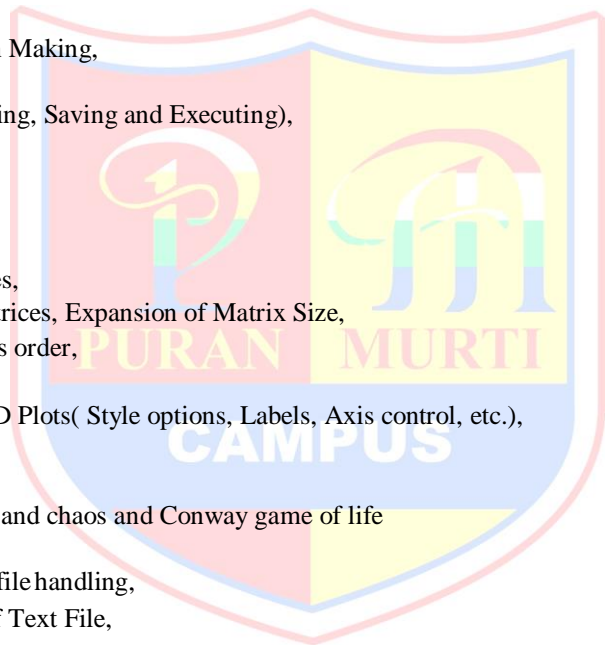 Making,
ing, Saving and Executing),
es,
trices, Expansion of Matrix Size,
s order,
PURAN MURTI
D Plots( Style options, Labels, Axis control, etc.),
CAMPUS
and chaos and Conway game of life
file handling,
f Text File,